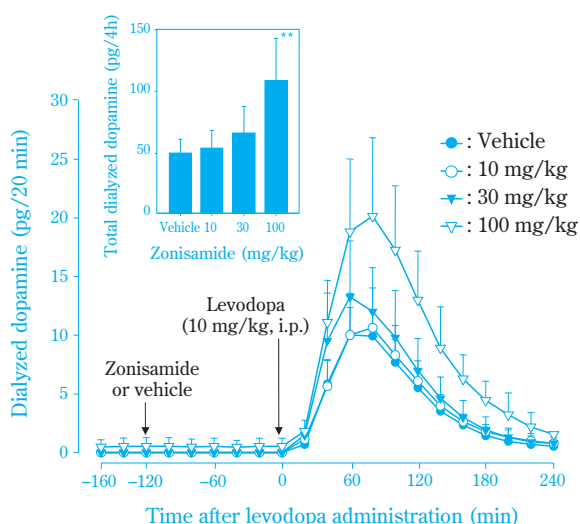 Total dialyzed dopamine (pg/4h)
150
100
50
0
**
Vehicle 10 30 100
Zonisamide (mg/kg)
Dialyzed dopamine (pg/20 min)
30
25
20
15
10
5
0
: Vehicle
: 10 mg/kg
: 30 mg/kg
: 100 mg/kg
Levodopa
(10 mg/kg, i.p.)
Zonisamide
or vehicle
−160 −120 −60 0 60 120 180 240
Time after levodopa administration (min)